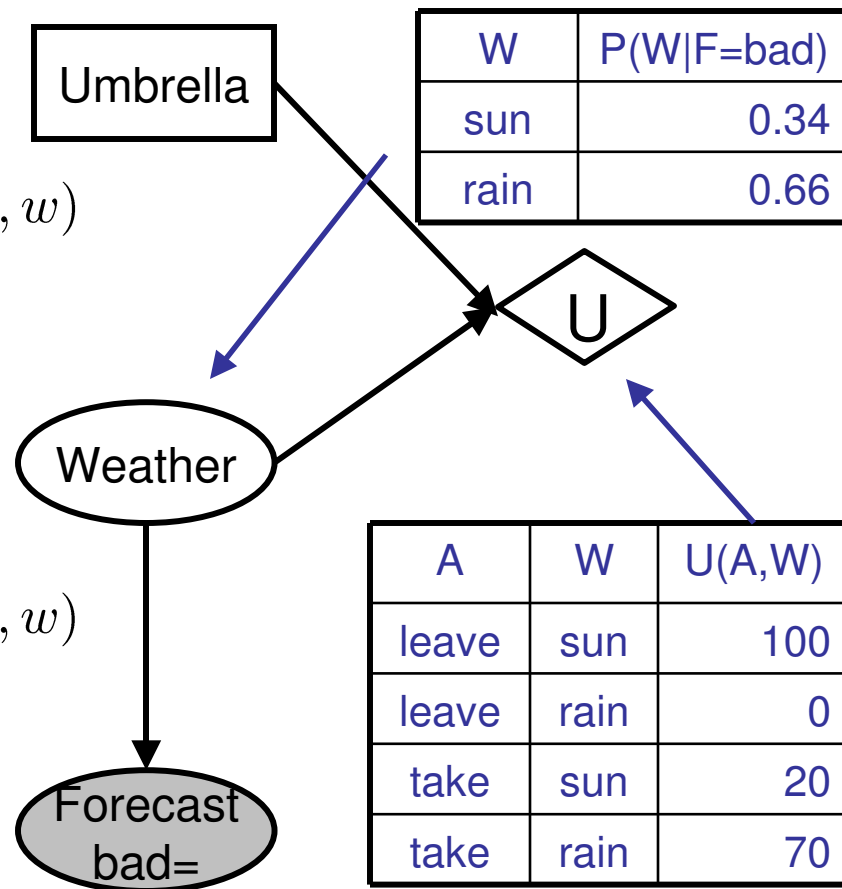 Umbrella
W P(W|F=bad)
sun 0.34
rain 0.66
, w)
U
Weather
A W U(A,W)
leave sun 100
leave rain 0
take sun 20
take rain 70
, w)
Forecast
bad=